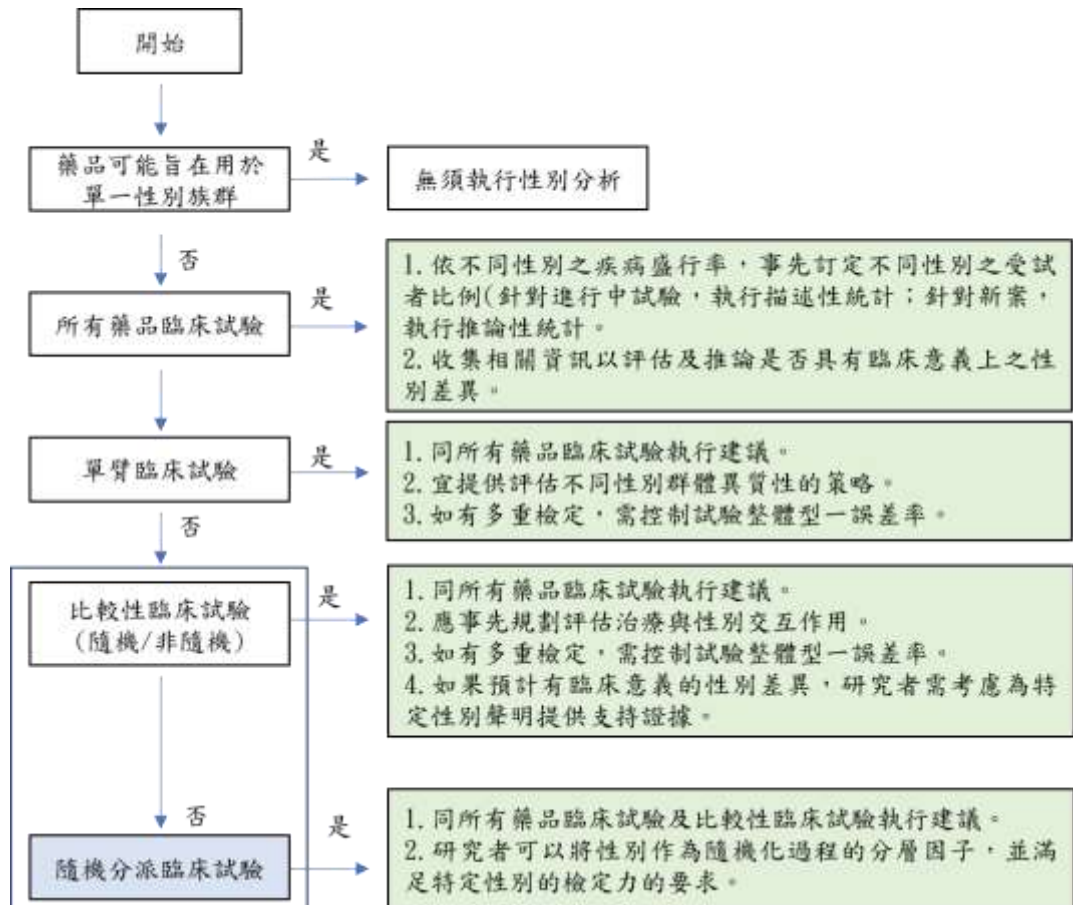 開始
藥品可能旨在用於
單一性別族群
是
無須執行性別分析
否
所有藥品臨床試驗
是
1. 依不同性別之疾病盛行率，事先訂定不同性別之受試
者比例(針對進行中試驗，執行描述性統計；針對新案，
執行推論性統計。
2. 收集相關資訊以評估及推論是否具有臨床意義上之性
別差異。
單臂臨床試驗
是
1. 同所有藥品臨床試驗執行建議。
2. 宜提供評估不同性別群體異質性的策略。
3. 如有多重檢定，需控制試驗整體型一誤差率。
否
比較性臨床試驗
(隨機/非隨機)
是
1. 同所有藥品臨床試驗執行建議。
2. 應事先規劃評估治療與性別交互作用。
3. 如有多重檢定，需控制試驗整體型一誤差率。
4. 如果預計有臨床意義的性別差異，研究者需考慮為特
定性別聲明提供支持證據。
否
隨機分派臨床試驗
是
1. 同所有藥品臨床試驗及比較性臨床試驗執行建議。
2. 研究者可以將性別作為隨機化過程的分層因子，並滿
足特定性別的檢定力的要求。